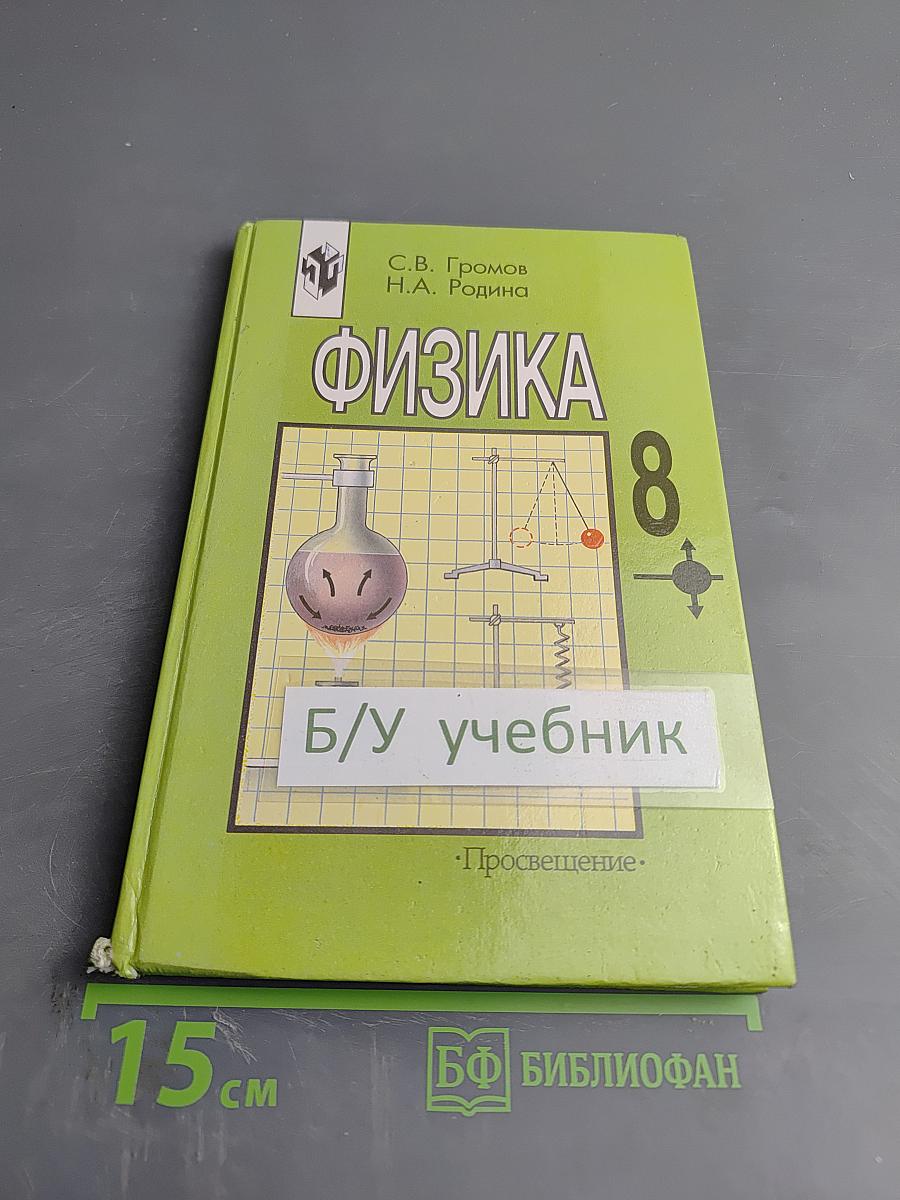 С.В. Громов
Н.А. Родина
ФИЗИКА
8
Б/У учебник
·Просвещение·
15 см
БФ БИБЛИОФАН